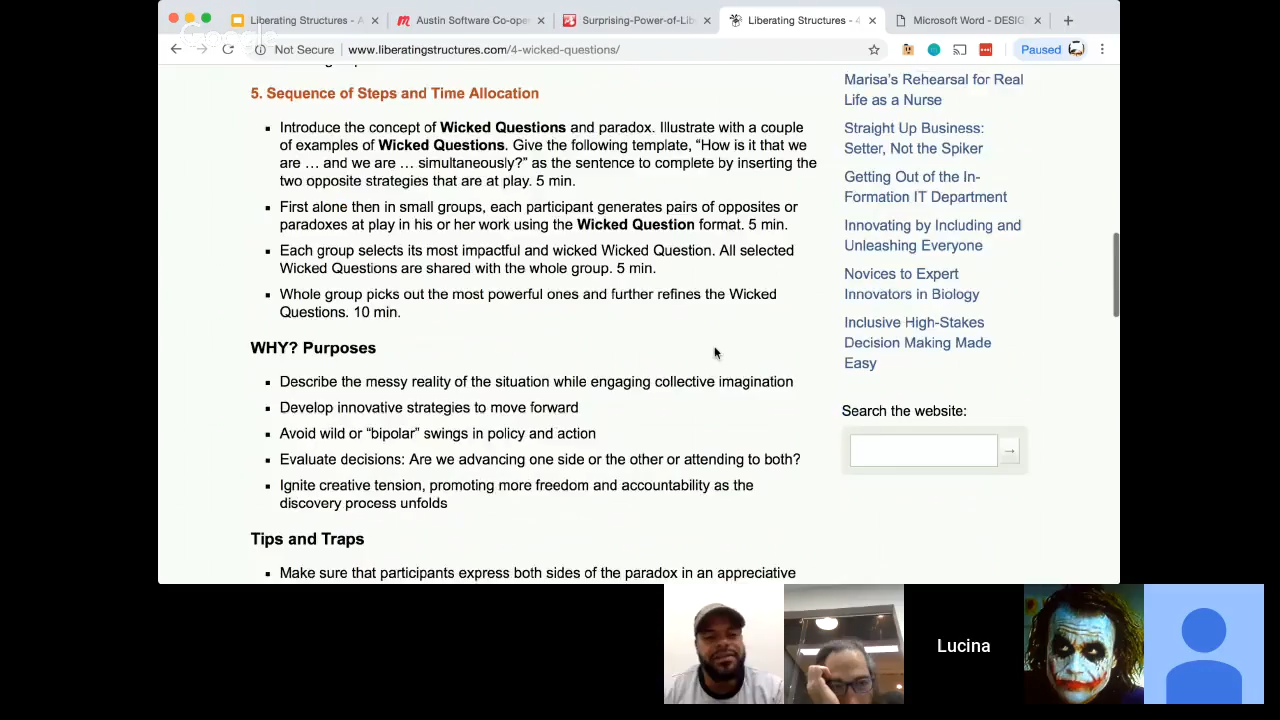 Liberating Structures - A
Austin Software Co-oper
Surprising-Power-of-Lib
Liberating Structures - 4
Microsoft Word - DESIG
Google
Not Secure
www.liberatingstructures.com/4-wicked-questions/
Paused
5. Sequence of Steps and Time Allocation
Introduce the concept of Wicked Questions and paradox. Illustrate with a couple
of examples of Wicked Questions. Give the following template, “How is it that we
are … and we are … simultaneously?” as the sentence to complete by inserting the
two opposite strategies that are at play. 5 min.
First alone then in small groups, each participant generates pairs of opposites or
paradoxes at play in his or her work using the Wicked Question format. 5 min.
Each group selects its most impactful and wicked Wicked Question. All selected
Wicked Questions are shared with the whole group. 5 min.
Whole group picks out the most powerful ones and further refines the Wicked
Questions. 10 min.
WHY? Purposes
Describe the messy reality of the situation while engaging collective imagination
Develop innovative strategies to move forward
Avoid wild or “bipolar” swings in policy and action
Evaluate decisions: Are we advancing one side or the other or attending to both?
Ignite creative tension, promoting more freedom and accountability as the
discovery process unfolds
Tips and Traps
Make sure that participants express both sides of the paradox in an appreciative
Marisa’s Rehearsal for Real
Life as a Nurse
Straight Up Business:
Setter, Not the Spiker
Getting Out of the In-
Formation IT Department
Innovating by Including and
Unleashing Everyone
Novices to Expert
Innovators in Biology
Inclusive High-Stakes
Decision Making Made
Easy
Search the website:
Lucina